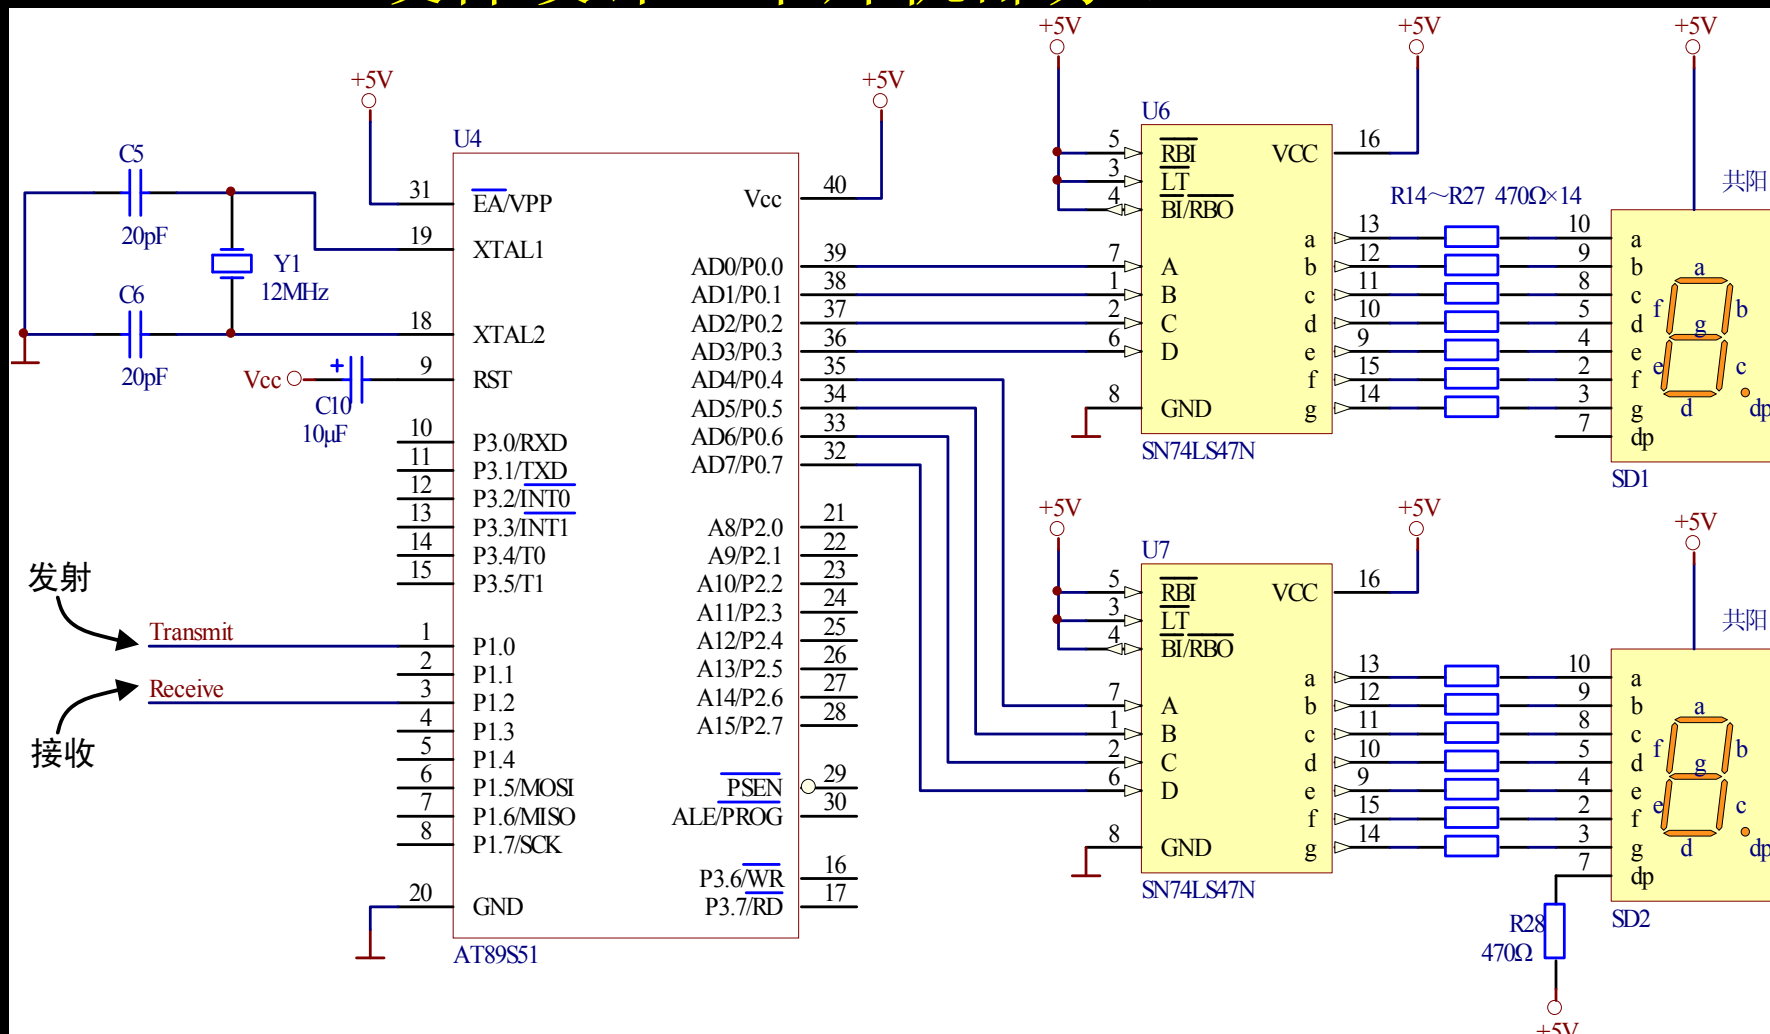 +5V
+5V
+5V
+5V
+5V
U4
C5
20pF
Y1
12MHz
C6
20pF
Vcc
+
C10
10μF
31 EA/VPP
19 XTAL1
18 XTAL2
9 RST
10 P3.0/RXD
11 P3.1/TXD
12 P3.2/INT0
13 P3.3/INT1
14 P3.4/T0
15 P3.5/T1
发射
Transmit
1 P1.0
2 P1.1
Receive
3 P1.2
接收
4 P1.3
5 P1.4
6 P1.5/MOSI
7 P1.6/MISO
8 P1.7/SCK
20 GND
AT89S51
Vcc 40
AD0/P0.0 39
AD1/P0.1 38
AD2/P0.2 37
AD3/P0.3 36
AD4/P0.4 35
AD5/P0.5 34
AD6/P0.6 33
AD7/P0.7 32
A8/P2.0 21
A9/P2.1 22
A10/P2.2 23
A11/P2.3 24
A12/P2.4 25
A13/P2.5 26
A14/P2.6 27
A15/P2.7 28
PSEN 29
ALE/PROG 30
P3.6/WR 16
P3.7/RD 17
U6
5 RBI VCC 16
3 LT
4 BI/RBO
a 13
7 A b 12
1 B c 11
2 C d 10
6 D e 9
f 15
8 GND g 14
SN74LS47N
R14～R27 470Ω×14
共阳
10 a
9 b
8 c
5 d
4 e
2 f
3 g
7 dp
a
f b
g
e c
d dp
SD1
+5V
+5V
+5V
U7
5 RBI VCC 16
3 LT
4 BI/RBO
a 13
7 A b 12
1 B c 11
2 C d 10
6 D e 9
f 15
8 GND g 14
SN74LS47N
共阳
10 a
9 b
8 c
5 d
4 e
2 f
3 g
7 dp
a
f b
g
e c
d dp
SD2
R28
470Ω
+5V